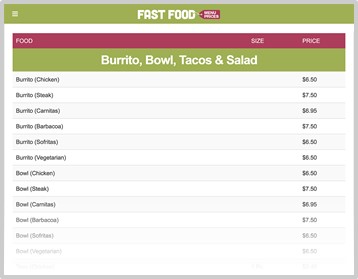 FAST FOOD MENU PRICES
FOOD SIZE PRICE
Burrito, Bowl, Tacos & Salad
Burrito (Chicken) $6.50
Burrito (Steak) $7.50
Burrito (Carnitas) $6.95
Burrito (Barbacoa) $7.50
Burrito (Sofritas) $6.50
Burrito (Vegetarian) $6.50
Bowl (Chicken) $6.50
Bowl (Steak) $7.50
Bowl (Carnitas) $6.95
Bowl (Barbacoa) $7.50
Bowl (Sofritas) $6.50
Bowl (Vegetarian) $6.50